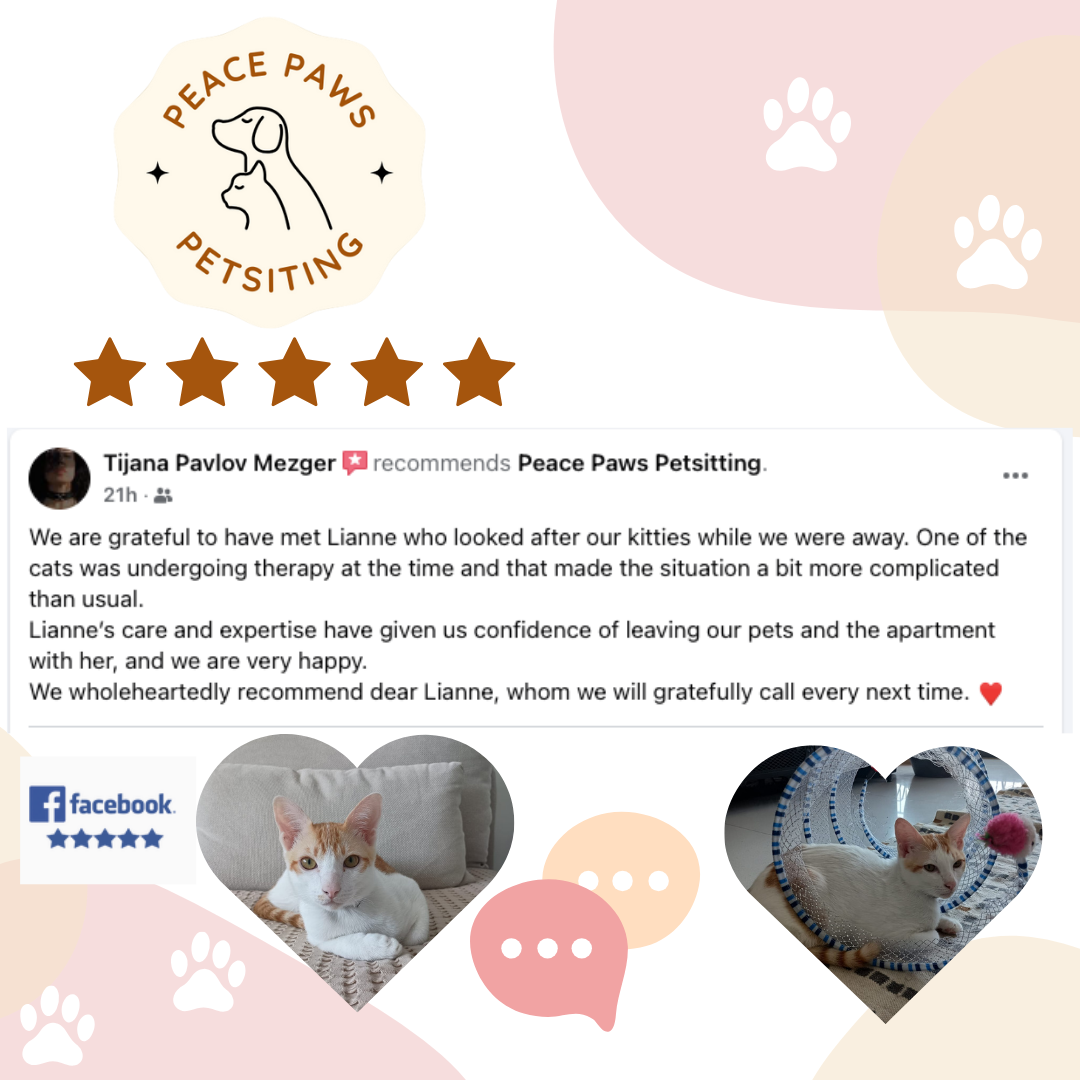 PEACE PAWS
PETSITING
Tijana Pavlov Mezger recommends Peace Paws Petsitting.
21h ·
We are grateful to have met Lianne who looked after our kitties while we were away. One of the
cats was undergoing therapy at the time and that made the situation a bit more complicated
than usual.
Lianne’s care and expertise have given us confidence of leaving our pets and the apartment
with her, and we are very happy.
We wholeheartedly recommend dear Lianne, whom we will gratefully call every next time. ❤️
facebook.